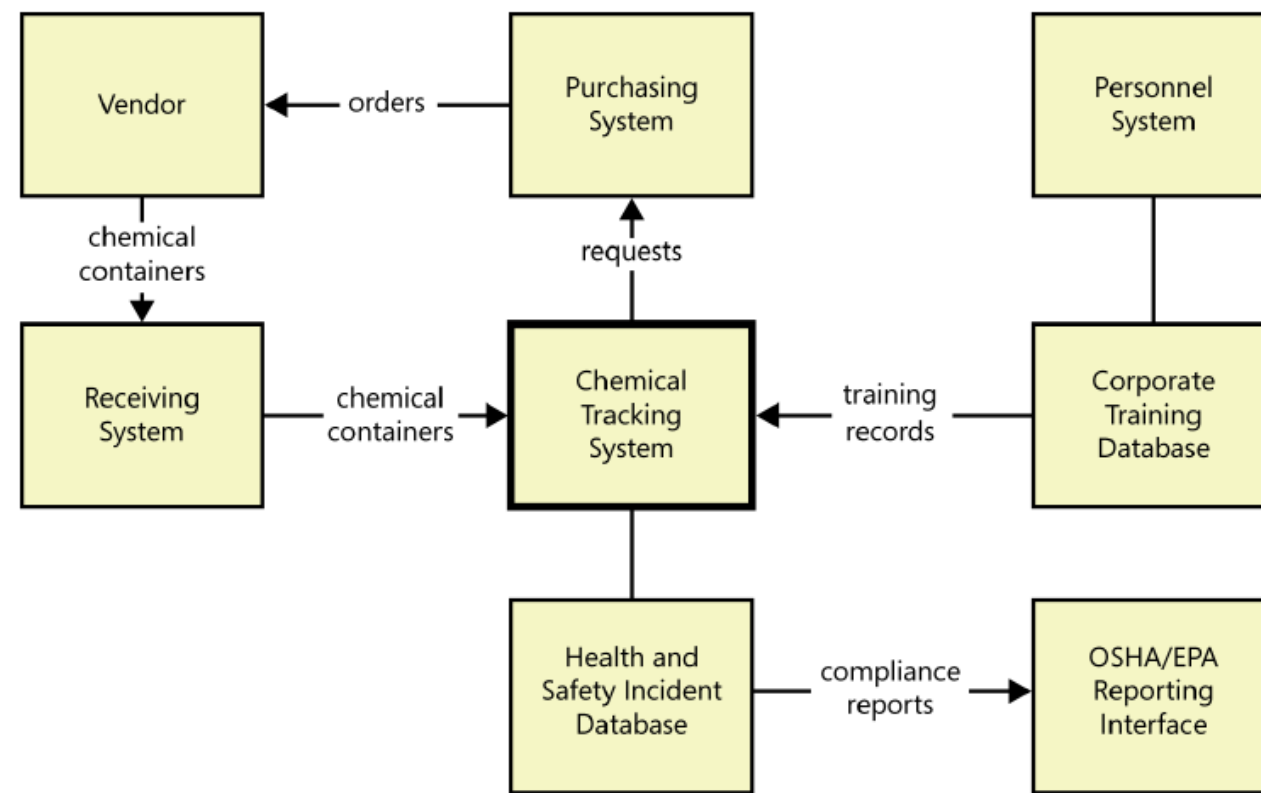 Vendor
orders
Purchasing
System
Personnel
System
chemical
containers
requests
Receiving
System
chemical
containers
Chemical
Tracking
System
training
records
Corporate
Training
Database
Health and
Safety Incident
Database
compliance
reports
OSHA/EPA
Reporting
Interface